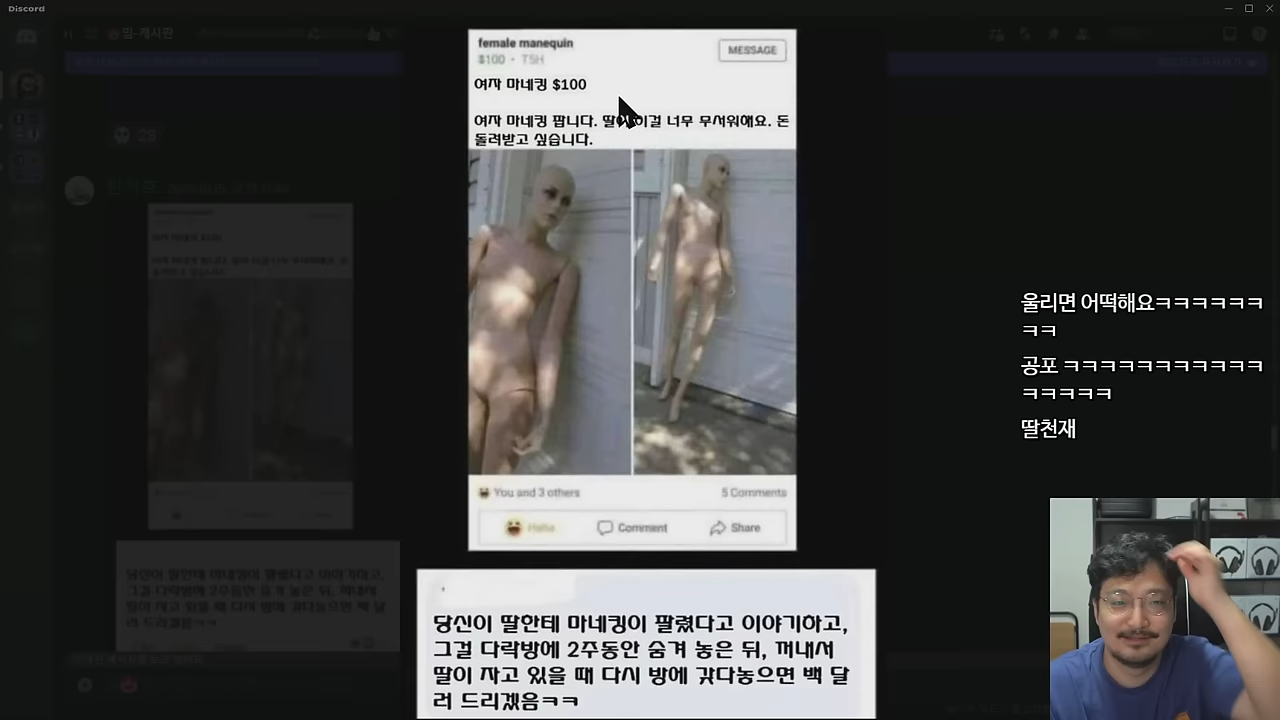 Discord
female manequin
$100 · T5H
MESSAGE
여자 마네킹 $100
여자 마네킹 팝니다. 딸이 이걸 너무 무서워해요. 돈
돌려받고 싶습니다.
You and 3 others
5 Comments
Haha
Comment
Share
당신이 딸한테 마네킹이 팔렸다고 이야기하고,
그걸 다락방에 2주동안 숨겨 놓은 뒤, 꺼내서
딸이 자고 있을 때 다시 방에 갖다놓으면 백 달
러 드리겠음ㅋㅋ
울리면 어떡해요ㅋㅋㅋㅋㅋㅋ
ㅋㅋ
공포 ㅋㅋㅋㅋㅋㅋㅋㅋㅋㅋㅋ
ㅋㅋㅋㅋㅋ
딸천재